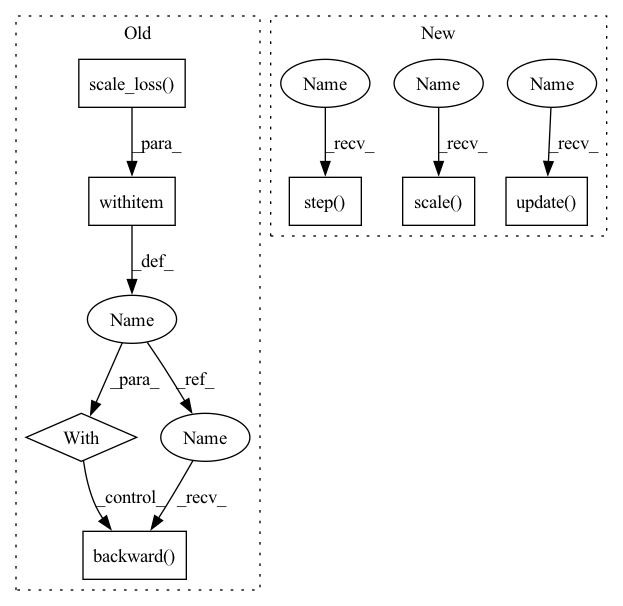 Old
New
scale_loss()
Name
Name
Name
_para_
_recv_
_recv_
_recv_
withitem
step()
scale()
update()
_def_
Name
_para_
_ref_
With
Name
_control_
_recv_
backward()